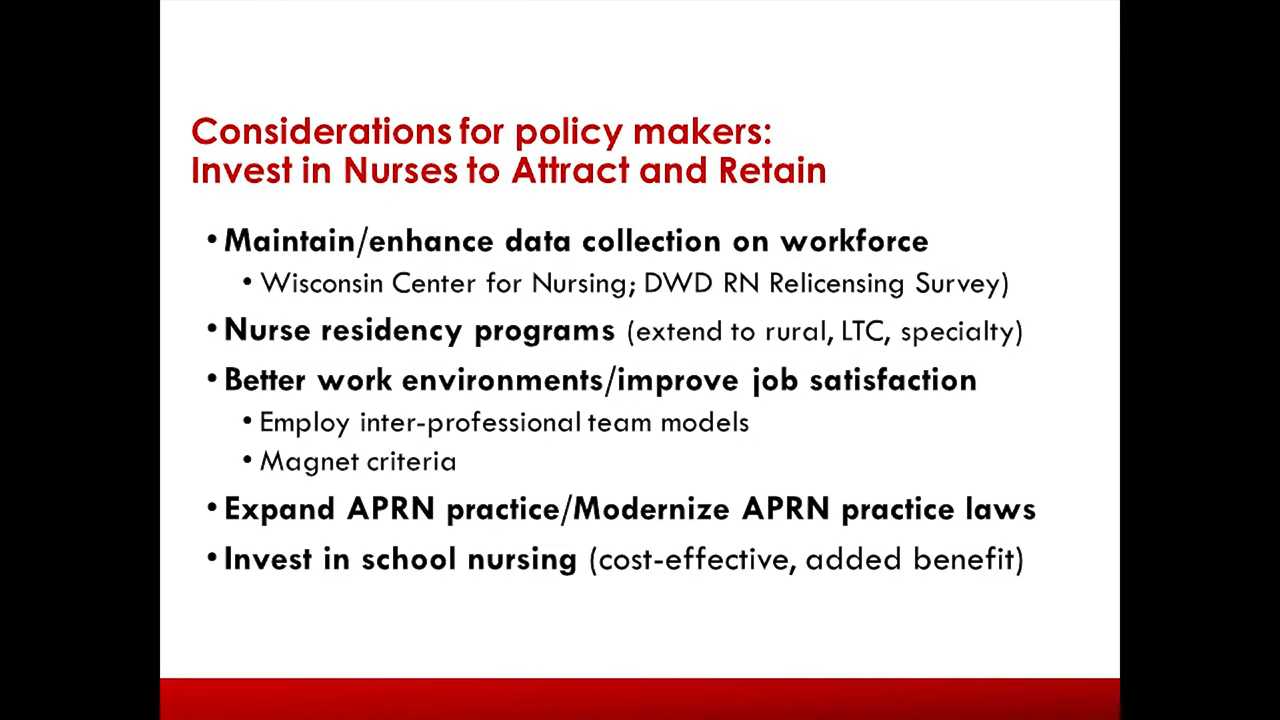 Considerations for policy makers:
Invest in Nurses to Attract and Retain
• Maintain/enhance data collection on workforce
• Wisconsin Center for Nursing; DWD RN Relicensing Survey)
• Nurse residency programs (extend to rural, LTC, specialty)
• Better work environments/improve job satisfaction
• Employ inter-professional team models
• Magnet criteria
• Expand APRN practice/Modernize APRN practice laws
• Invest in school nursing (cost-effective, added benefit)